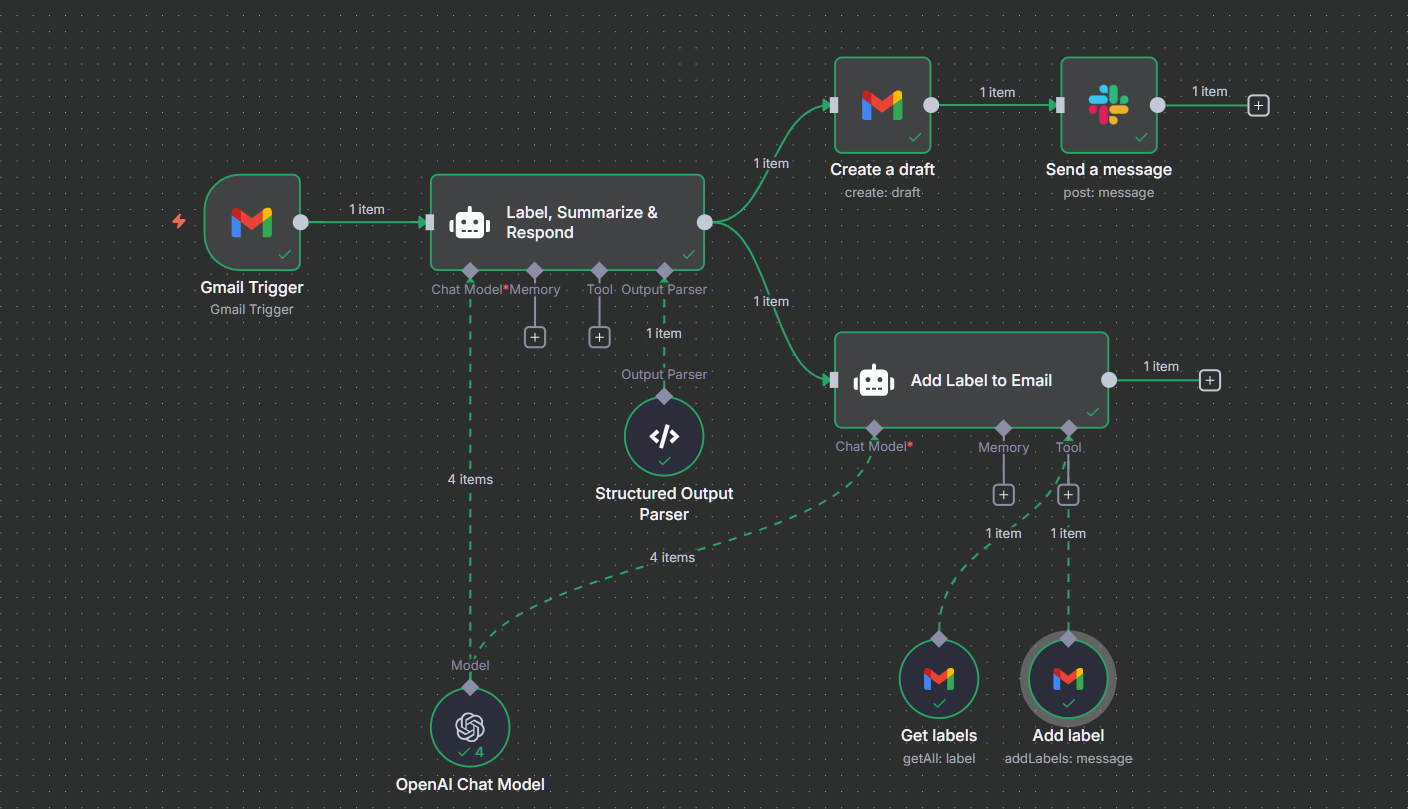 1 item
Create a draft
create: draft
1 item
Send a message
post: message
1 item
Gmail Trigger
Gmail Trigger
1 item
Label, Summarize &
Respond
Chat Model*
Memory
Tool
Output Parser
1 item
Output Parser
Structured Output
Parser
1 item
Add Label to Email
1 item
Chat Model*
Memory
Tool
4 items
4 items
1 item
1 item
Model
4
OpenAI Chat Model
Get labels
getAll: label
Add label
addLabels: message